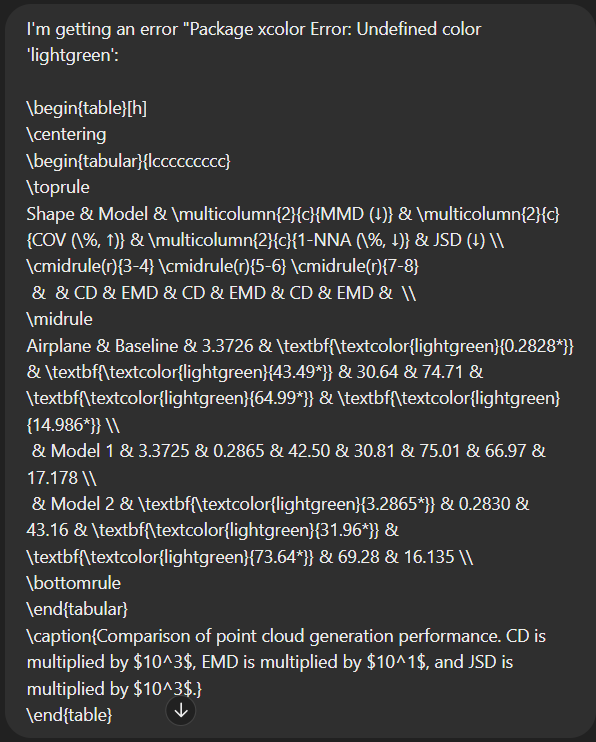 I'm getting an error "Package xcolor Error: Undefined color
'lightgreen':
\begin{table}[h]
\centering
\begin{tabular}{lccccccccc}
\toprule
Shape & Model & \multicolumn{2}{c}{MMD (↓)} & \multicolumn{2}{c}
{COV (\%, ↑)} & \multicolumn{2}{c}{1-NNA (\%, ↓)} & JSD (↓) \\
\cmidrule(r){3-4} \cmidrule(r){5-6} \cmidrule(r){7-8}
& & CD & EMD & CD & EMD & CD & EMD & \\
\midrule
Airplane & Baseline & 3.3726 & \textbf{\textcolor{lightgreen}{0.2828*}}
& \textbf{\textcolor{lightgreen}{43.49*}} & 30.64 & 74.71 &
\textbf{\textcolor{lightgreen}{64.99*}} & \textbf{\textcolor{lightgreen}
{14.986*}} \\
& Model 1 & 3.3725 & 0.2865 & 42.50 & 30.81 & 75.01 & 66.97 &
17.178 \\
& Model 2 & \textbf{\textcolor{lightgreen}{3.2865*}} & 0.2830 &
43.16 & \textbf{\textcolor{lightgreen}{31.96*}} &
\textbf{\textcolor{lightgreen}{73.64*}} & 69.28 & 16.135 \\
\bottomrule
\end{tabular}
\caption{Comparison of point cloud generation performance. CD is
multiplied by $10^3$, EMD is multiplied by $10^1$, and JSD is
multiplied by $10^3$.}
\end{table}